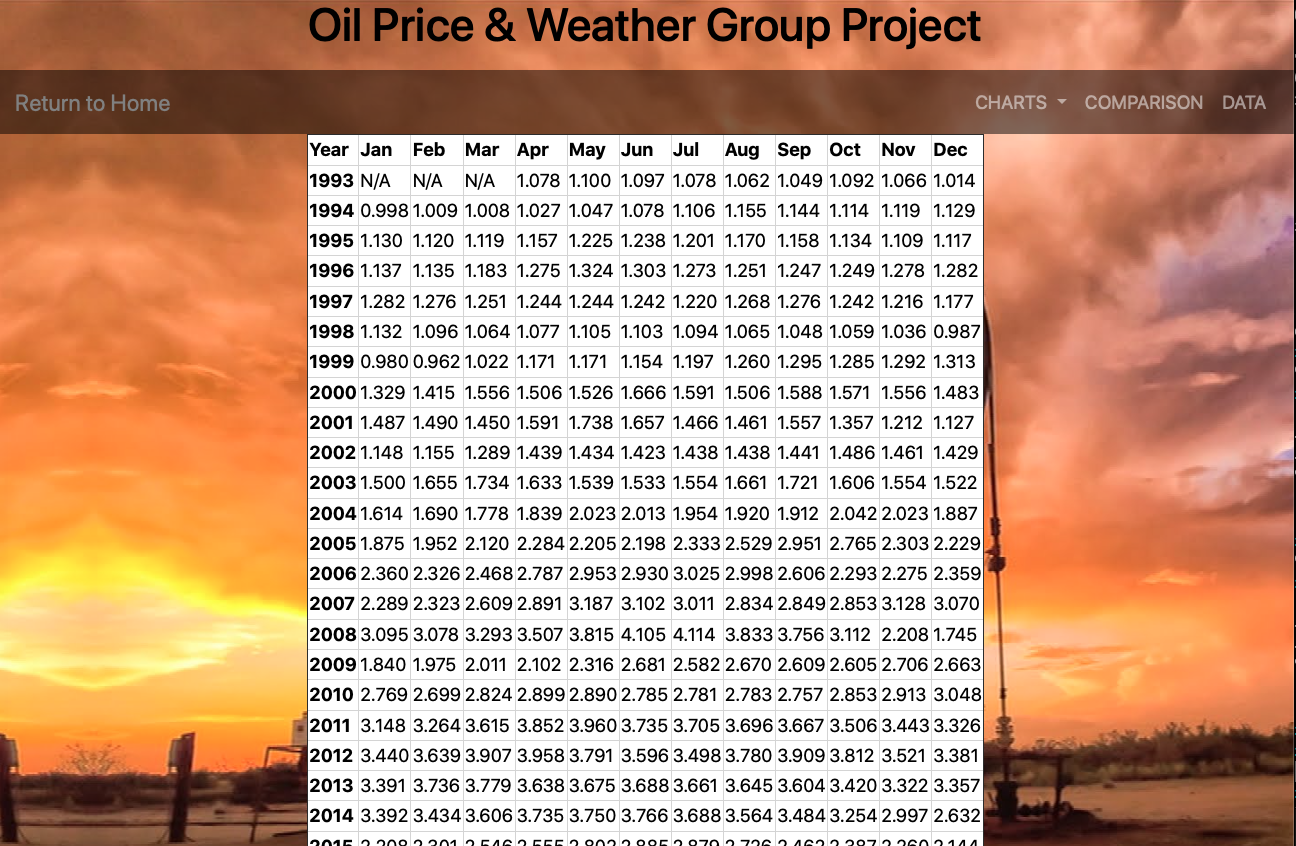 Oil Price & Weather Group Project
Return to Home CHARTS COMPARISON DATA
Year Jan Feb Mar Apr May Jun Jul Aug Sep Oct Nov Dec
1993 N/A N/A N/A 1.078 1.100 1.097 1.078 1.062 1.049 1.092 1.066 1.014
1994 0.998 1.009 1.008 1.027 1.047 1.078 1.106 1.155 1.144 1.114 1.119 1.129
1995 1.130 1.120 1.119 1.157 1.225 1.238 1.201 1.170 1.158 1.134 1.109 1.117
1996 1.137 1.135 1.183 1.275 1.324 1.303 1.273 1.251 1.247 1.249 1.278 1.282
1997 1.282 1.276 1.251 1.244 1.244 1.242 1.220 1.268 1.276 1.242 1.216 1.177
1998 1.132 1.096 1.064 1.077 1.105 1.103 1.094 1.065 1.048 1.059 1.036 0.987
1999 0.980 0.962 1.022 1.171 1.171 1.154 1.197 1.260 1.295 1.285 1.292 1.313
2000 1.329 1.415 1.556 1.506 1.526 1.666 1.591 1.506 1.588 1.571 1.556 1.483
2001 1.487 1.490 1.450 1.591 1.738 1.657 1.466 1.461 1.557 1.357 1.212 1.127
2002 1.148 1.155 1.289 1.439 1.434 1.423 1.438 1.438 1.441 1.486 1.461 1.429
2003 1.500 1.655 1.734 1.633 1.539 1.533 1.554 1.661 1.721 1.606 1.554 1.522
2004 1.614 1.690 1.778 1.839 2.023 2.013 1.954 1.920 1.912 2.042 2.023 1.887
2005 1.875 1.952 2.120 2.284 2.205 2.198 2.333 2.529 2.951 2.765 2.303 2.229
2006 2.360 2.326 2.468 2.787 2.953 2.930 3.025 2.998 2.606 2.293 2.275 2.359
2007 2.289 2.323 2.609 2.891 3.187 3.102 3.011 2.834 2.849 2.853 3.128 3.070
2008 3.095 3.078 3.293 3.507 3.815 4.105 4.114 3.833 3.756 3.112 2.208 1.745
2009 1.840 1.975 2.011 2.102 2.316 2.681 2.582 2.670 2.609 2.605 2.706 2.663
2010 2.769 2.699 2.824 2.899 2.890 2.785 2.781 2.783 2.757 2.853 2.913 3.048
2011 3.148 3.264 3.615 3.852 3.960 3.735 3.705 3.696 3.667 3.506 3.443 3.326
2012 3.440 3.639 3.907 3.958 3.791 3.596 3.498 3.780 3.909 3.812 3.521 3.381
2013 3.391 3.736 3.779 3.638 3.675 3.688 3.661 3.645 3.604 3.420 3.322 3.357
2014 3.392 3.434 3.606 3.735 3.750 3.766 3.688 3.564 3.484 3.254 2.997 2.632